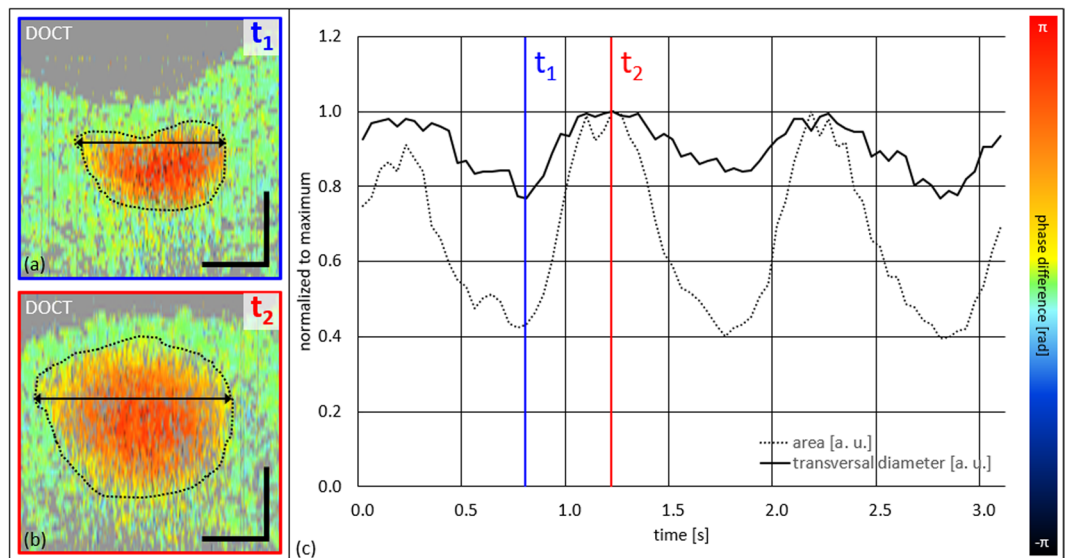 DOCT t₁
(a)
DOCT t₂
(b)
normalized to maximum
1.2
1.0
0.8
0.6
0.4
0.2
0.0
t₁ t₂
area [a. u.]
transversal diameter [a. u.]
0.0 0.5 1.0 1.5 2.0 2.5 3.0
time [s]
(c)
π
phase difference [rad]
-π